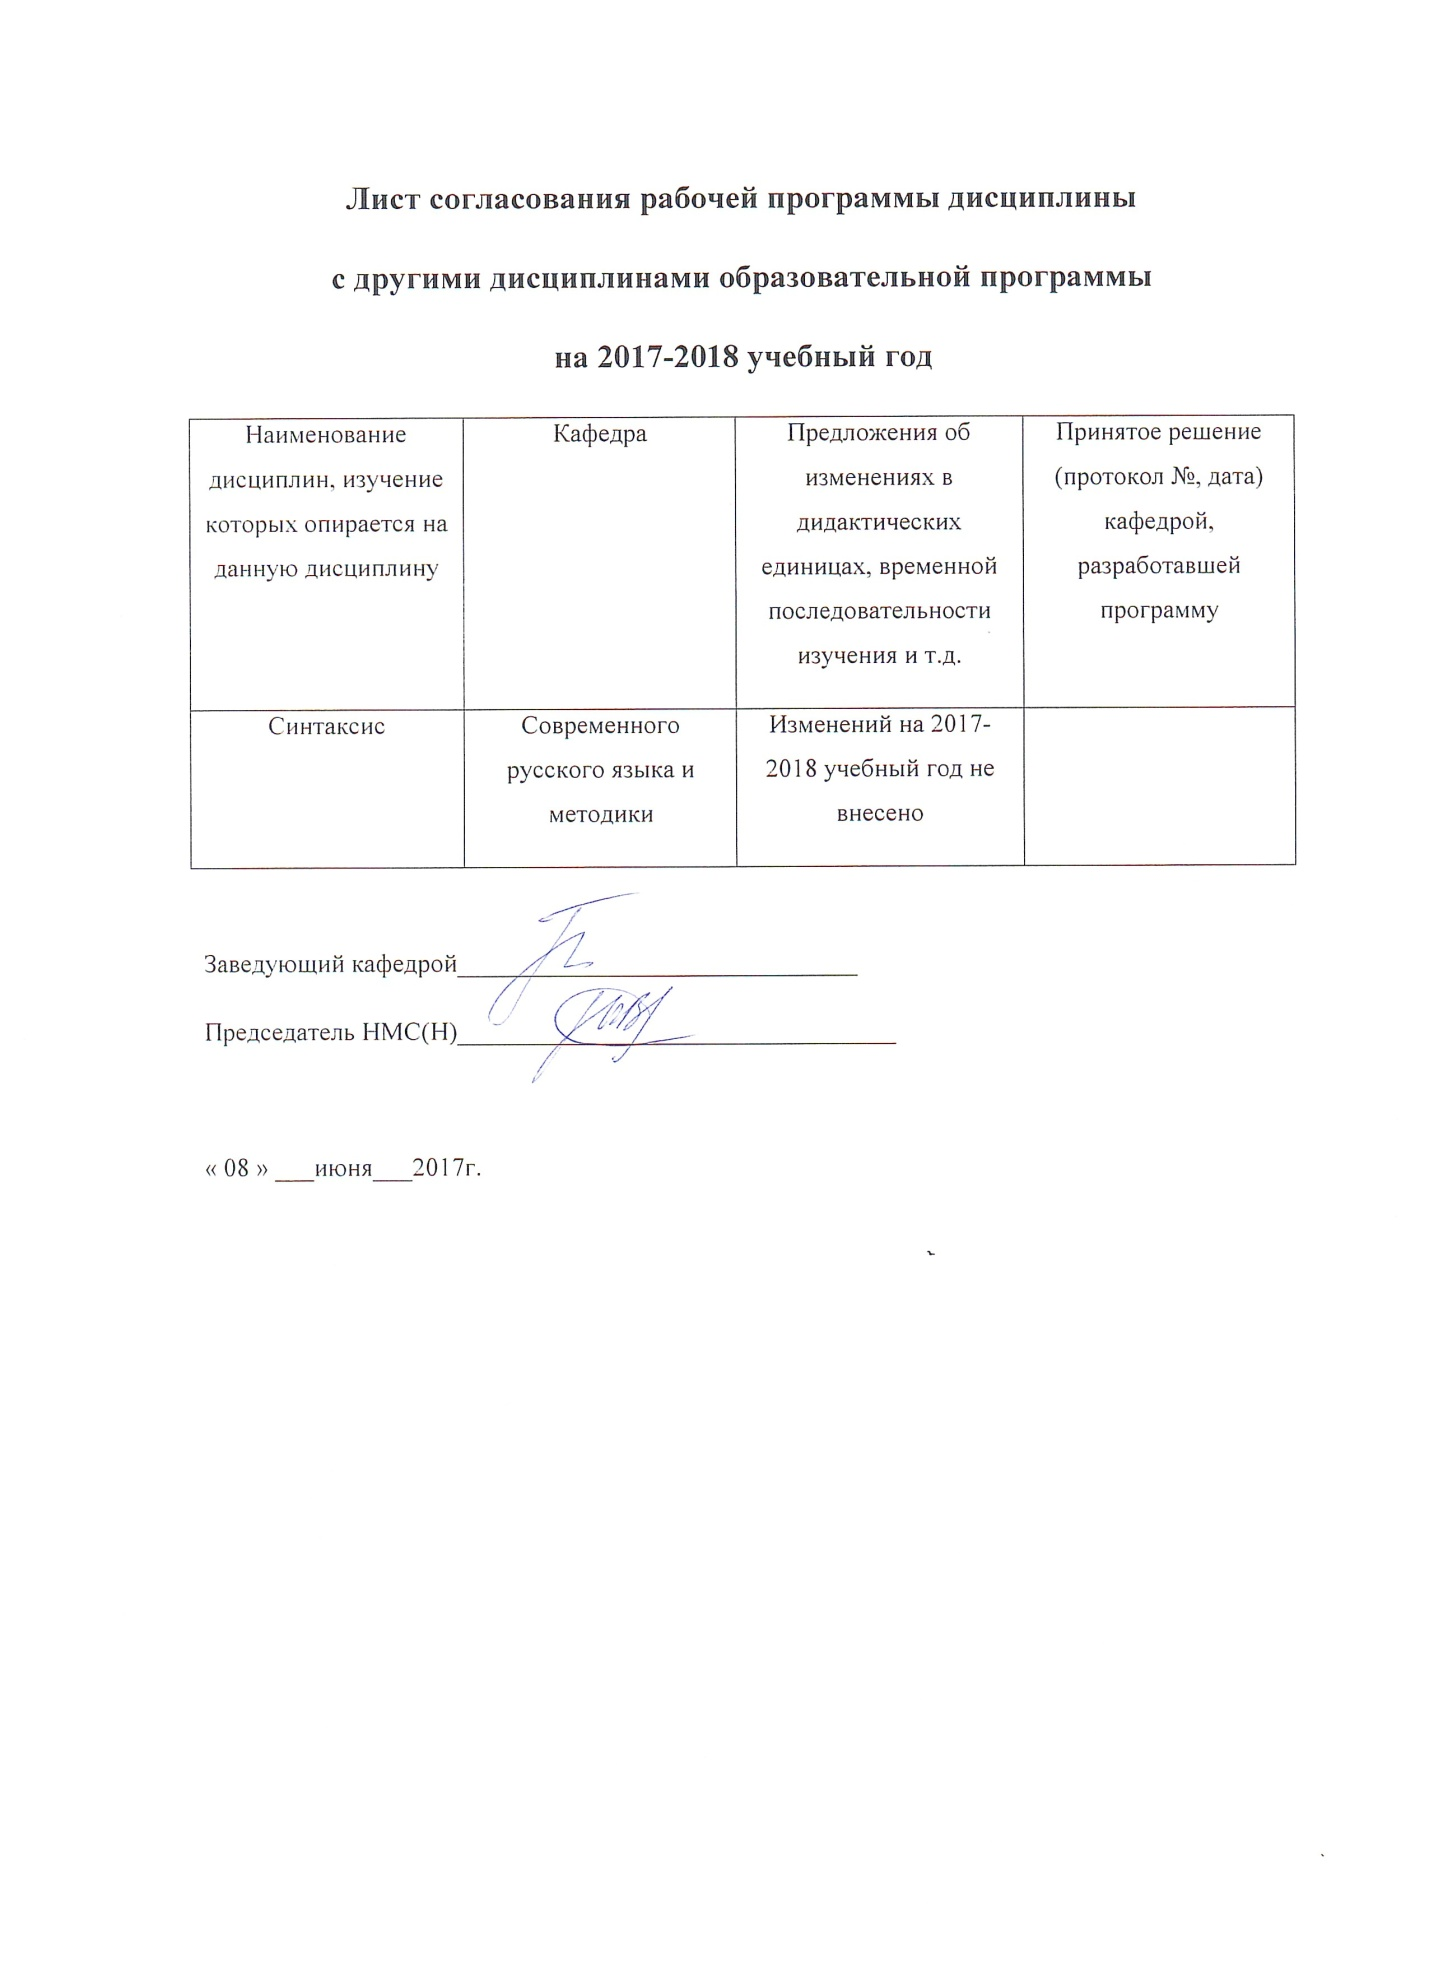 Лист согласования рабочей программы дисциплины
с другими дисциплинами образовательной программы
на 2017-2018 учебный год
Наименование
дисциплин, изучение
которых опирается на
данную дисциплину
Кафедра
Предложения об
изменениях в
дидактических
единицах, временной
последовательности
изучения и т.д.
Принятое решение
(протокол №, дата)
кафедрой,
разработавшей
программу
Синтаксис
Современного
русского языка и
методики
Изменений на 2017-
2018 учебный год не
внесено
Заведующий кафедрой
Председатель НМС(Н)
« 08 » ___июня___2017г.